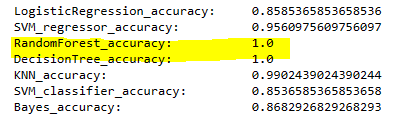 LogisticRegression_accuracy: 0.8585365853658536
SVM_regressor_accuracy: 0.9560975609756097
RandomForest_accuracy: 1.0
DecisionTree_accuracy: 1.0
KNN_accuracy: 0.9902439024390244
SVM_classifier_accuracy: 0.8536585365853658
Bayes_accuracy: 0.8682926829268293